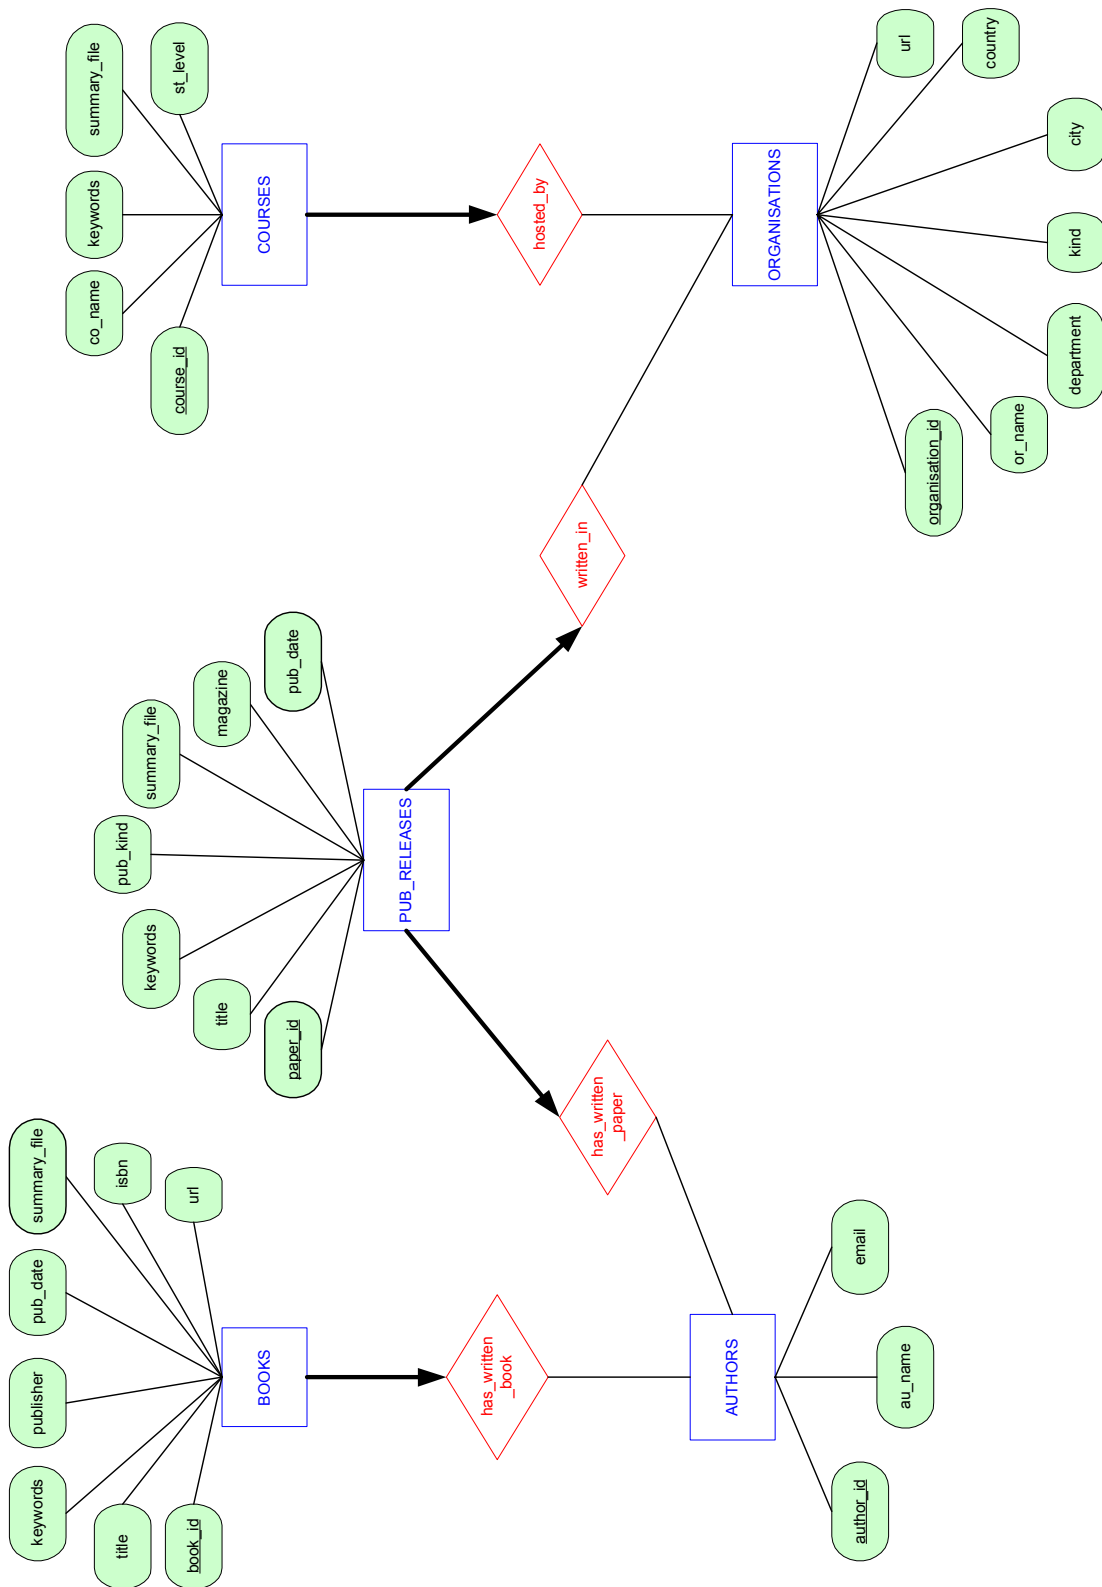 summary_file
pub_date
publisher
keywords
isbn
title
url
book_id
BOOKS
has_written
_book
pub_kind
summary_file
keywords
magazine
title
pub_date
paper_id
PUB_RELEASES
has_written
_paper
written_in
AUTHORS
email
au_name
author_id
summary_file
keywords
co_name
st_level
course_id
COURSES
hosted_by
ORGANISATIONS
url
country
city
kind
department
or_name
organisation_id